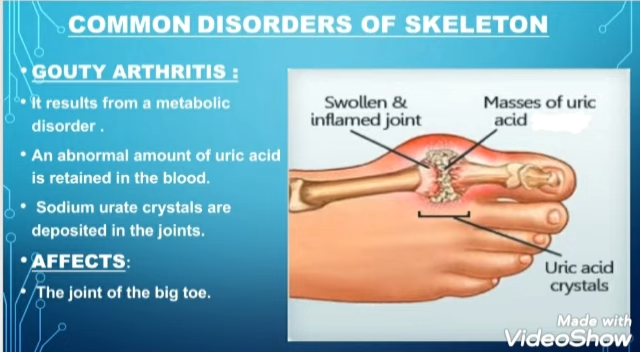 COMMON DISORDERS OF SKELETON
• GOUTY ARTHRITIS :
• It results from a metabolic
disorder .
• An abnormal amount of uric acid
is retained in the blood.
• Sodium urate crystals are
deposited in the joints.
• AFFECTS:
• The joint of the big toe.
Swollen &
inflamed joint
Masses of uric
acid
Uric acid
crystals
Made with
VideoShow